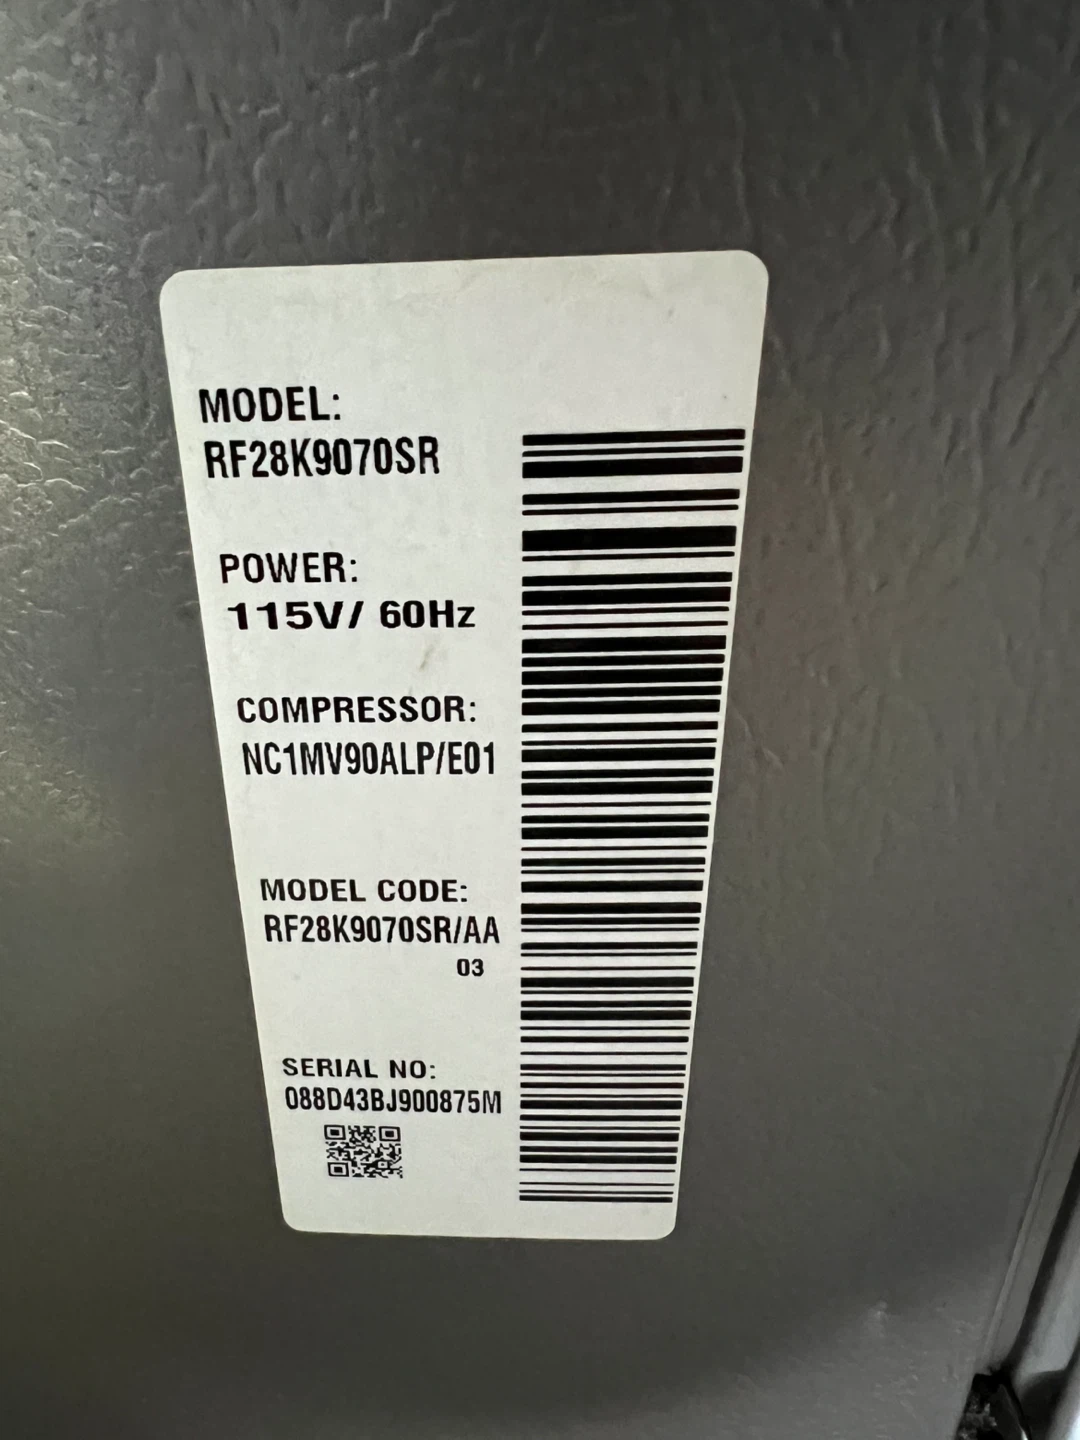 MODEL:
RF28K9070SR
POWER:
115V/ 60Hz
COMPRESSOR:
NC1MV90ALP/E01
MODEL CODE:
RF28K9070SR/AA
03
SERIAL NO:
088D43BJ900875M